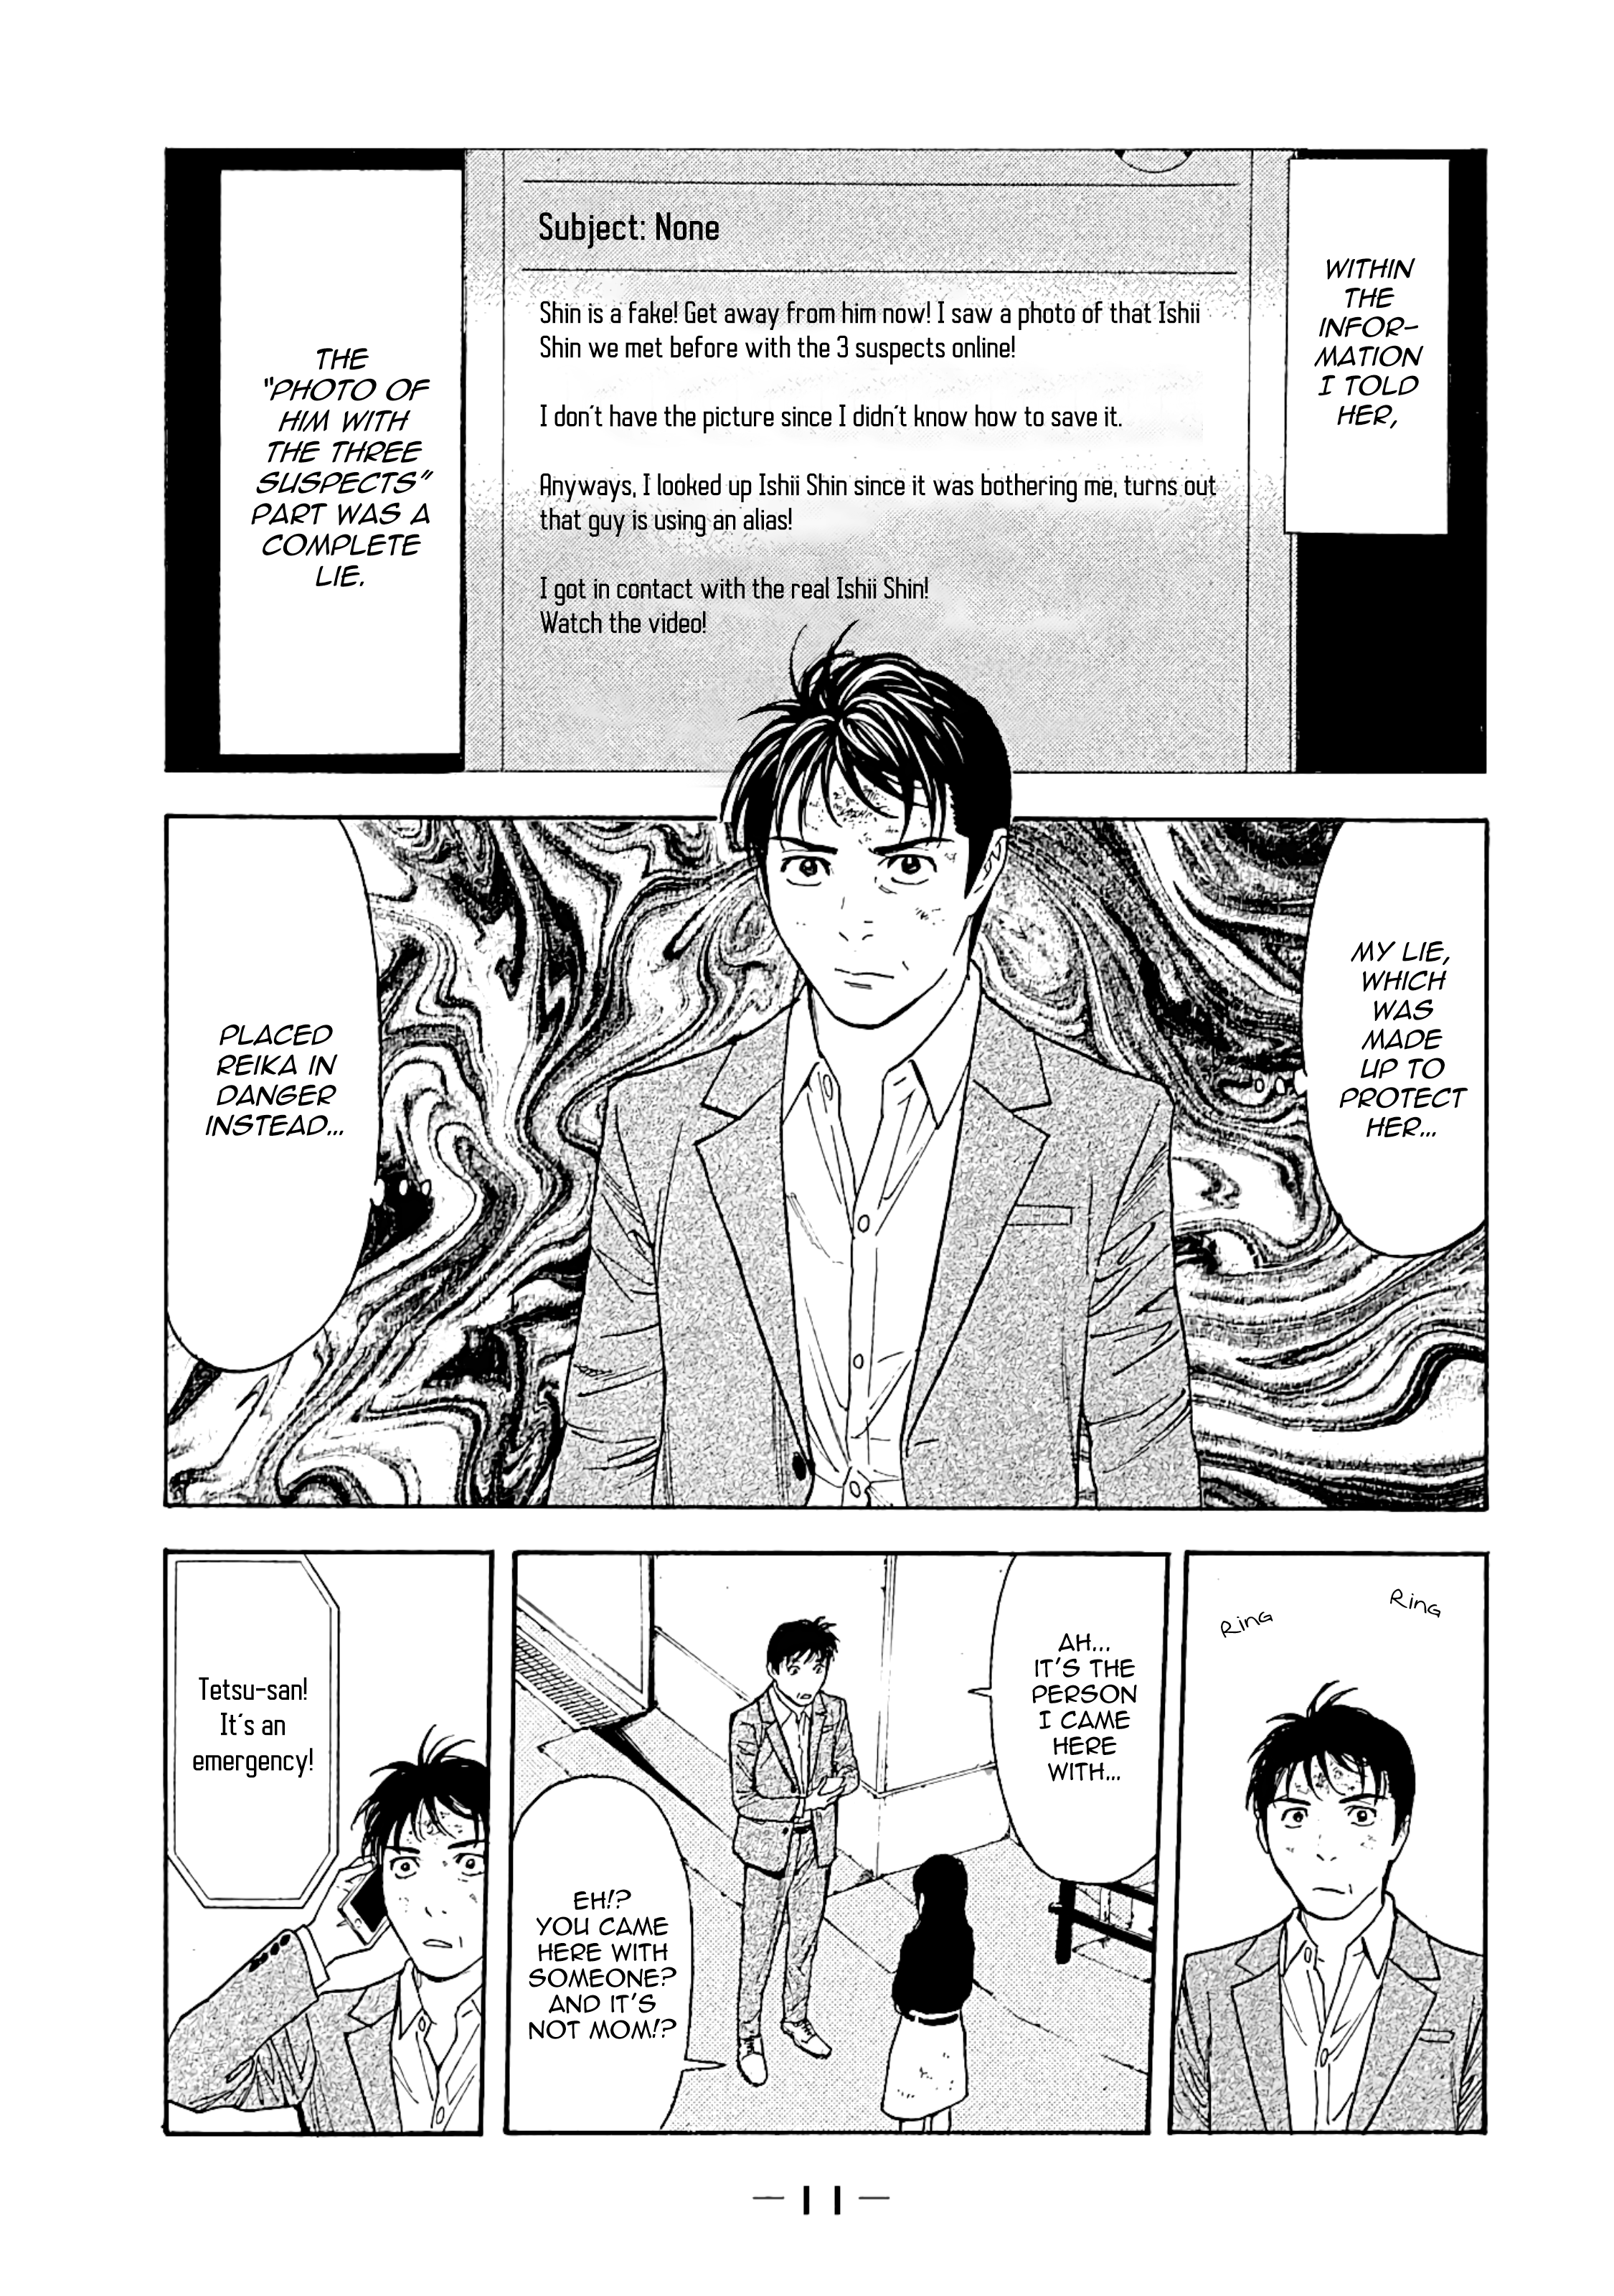 WITHIN
THE
INFOR-
MATION
I TOLD
HER,
Subject: None
Shin is a fake! Get away from him now! I saw a photo of that Ishii
Shin we met before with the 3 suspects online!
I don't have the picture since I didn't know how to save it.
Anyways, I looked up Ishii Shin since it was bothering me, turns out
that guy is using an alias!
I got in contact with the real Ishii Shin!
Watch the video!
THE
"PHOTO OF
HIM WITH
THE THREE
SUSPECTS"
PART WAS A
COMPLETE
LIE.
MY LIE,
WHICH
WAS
MADE
UP TO
PROTECT
HER...
PLACED
REIKA IN
DANGER
INSTEAD...
RING
RING
AH...
IT'S THE
PERSON
I CAME
HERE
WITH...
EH!?
YOU CAME
HERE WITH
SOMEONE?
AND IT'S
NOT MOM!?
Tetsu-san!
It's an
emergency!
— 11 —